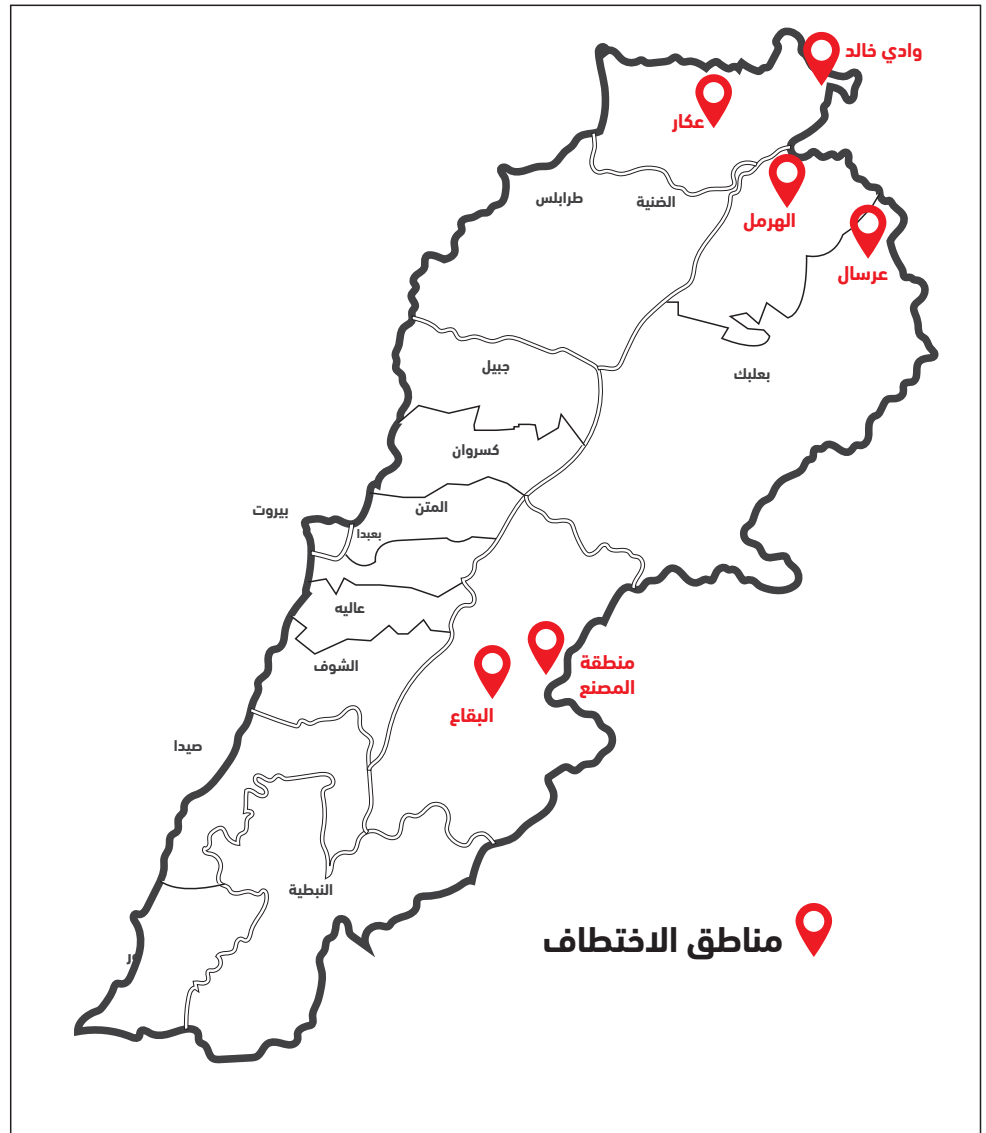 وادي خالد
عكار
طرابلس
الضنية
الهرمل
عرسال
جبيل
بعلبك
كسروان
المتن
بيروت
بعبدا
عاليه
الشوف
منطقة
المصنع
البقاع
صيدا
النبطية
مناطق الاختطاف